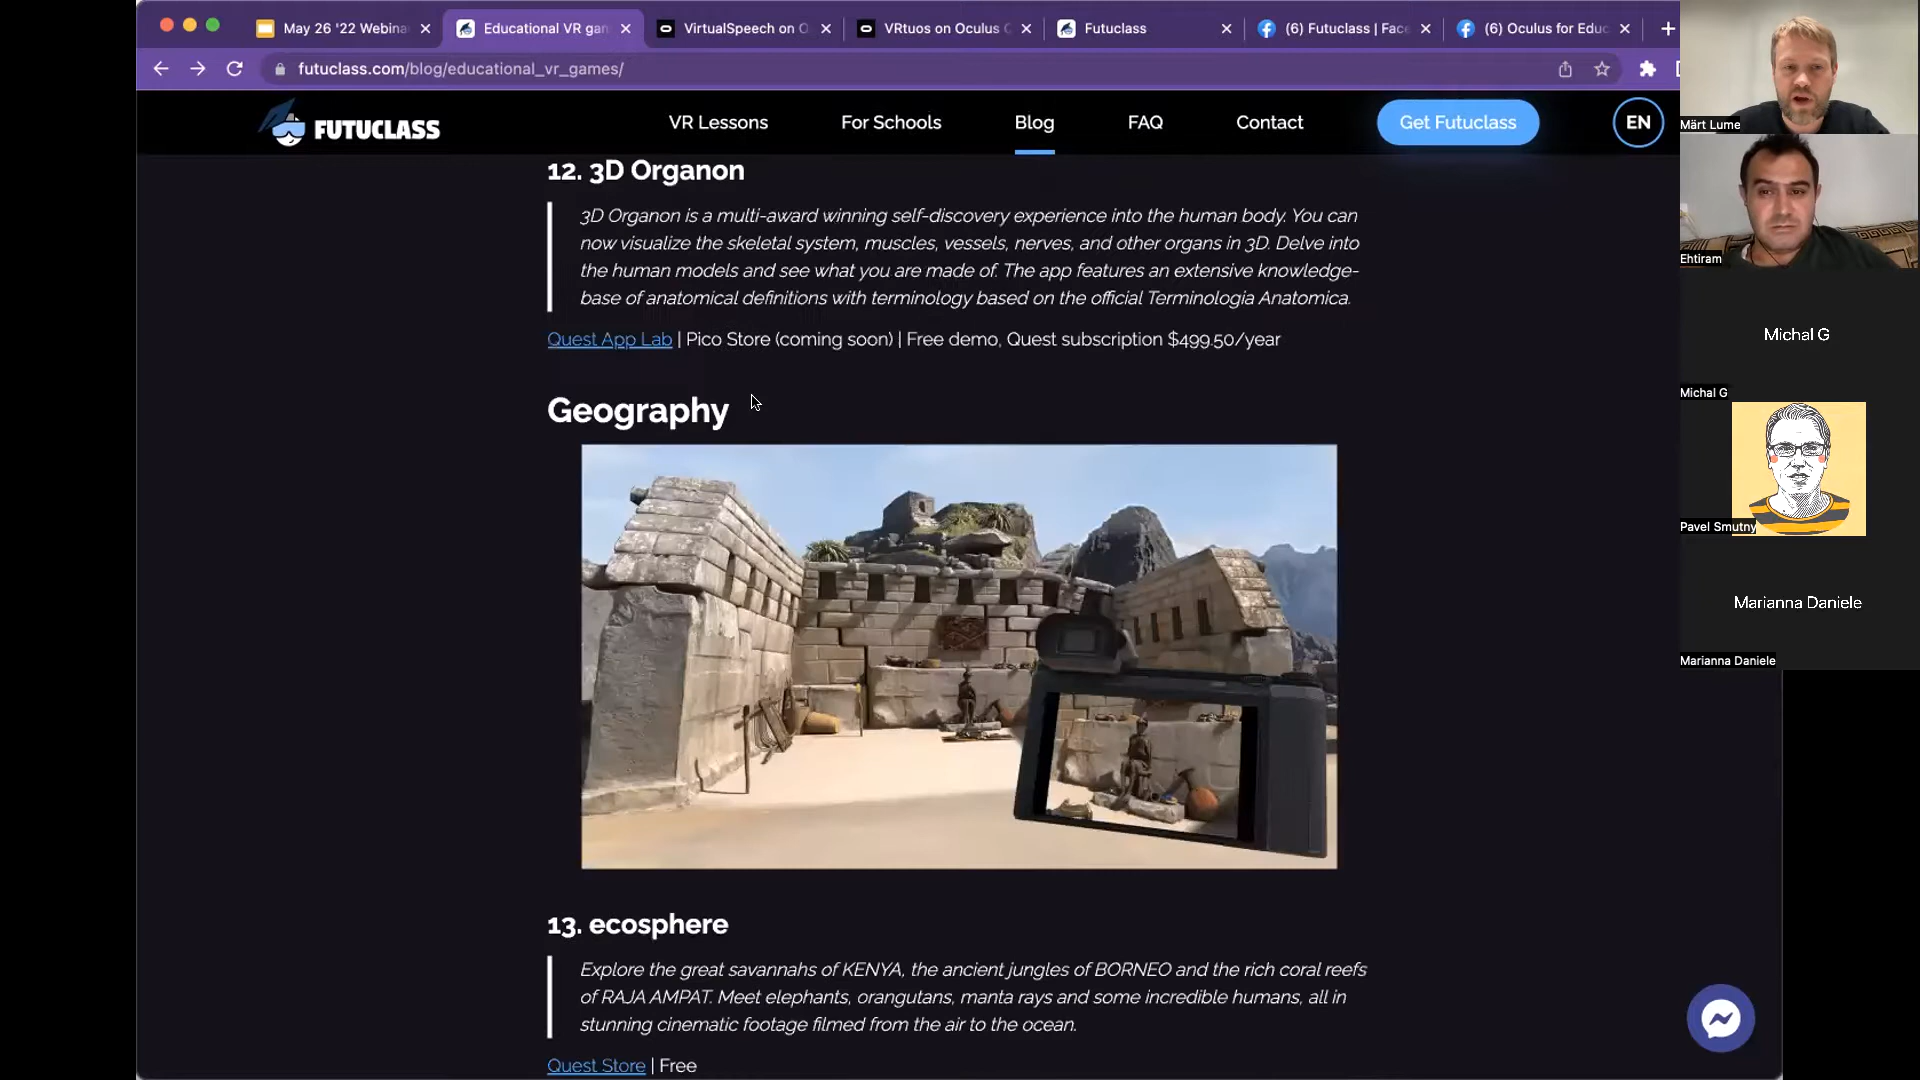 May 26 '22 Webina
Educational VR gan
VirtualSpeech on O
VRtuos on Oculus
Futuclass
(6) Futuclass | Face
(6) Oculus for Educ
futuclass.com/blog/educational_vr_games/
FUTUCLASS
VR Lessons
For Schools
Blog
FAQ
Contact
Get Futuclass
EN
12. 3D Organon
3D Organon is a multi-award winning self-discovery experience into the human body. You can
now visualize the skeletal system, muscles, vessels, nerves, and other organs in 3D. Delve into
the human models and see what you are made of. The app features an extensive knowledge-
base of anatomical definitions with terminology based on the official Terminologia Anatomica.
Quest App Lab | Pico Store (coming soon) | Free demo, Quest subscription $499.50/year
Geography
13. ecosphere
Explore the great savannahs of KENYA, the ancient jungles of BORNEO and the rich coral reefs
of RAJA AMPAT. Meet elephants, orangutans, manta rays and some incredible humans, all in
stunning cinematic footage filmed from the air to the ocean.
Quest Store | Free
Märt Lume
Ehtiram
Michal G
Michal G
Pavel Smutny
Marianna Daniele
Marianna Daniele